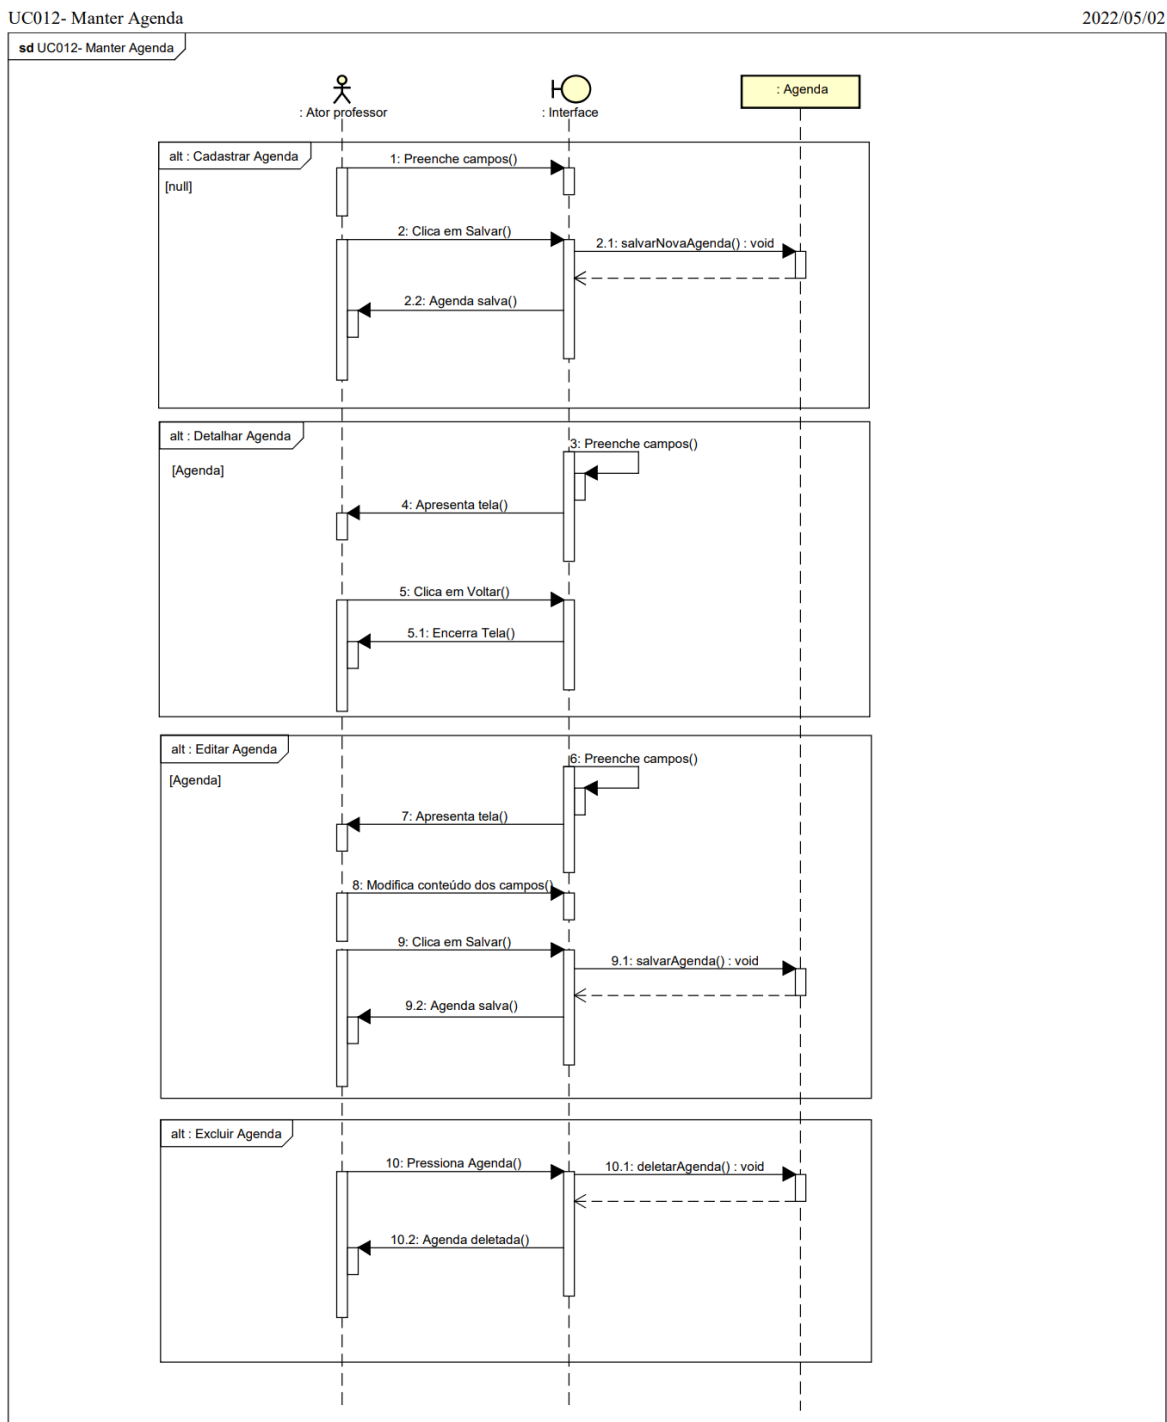 UC012- Manter Agenda
2022/05/02
sd UC012- Manter Agenda
: Ator professor
: Interface
: Agenda
alt : Cadastrar Agenda
[null]
1: Preenche campos()
2: Clica em Salvar()
2.1: salvarNovaAgenda() : void
2.2: Agenda salva()
alt : Detalhar Agenda
[Agenda]
3: Preenche campos()
4: Apresenta tela()
5: Clica em Voltar()
5.1: Encerra Tela()
alt : Editar Agenda
[Agenda]
6: Preenche campos()
7: Apresenta tela()
8: Modifica conteúdo dos campos()
9: Clica em Salvar()
9.1: salvarAgenda() : void
9.2: Agenda salva()
alt : Excluir Agenda
10: Pressiona Agenda()
10.1: deletarAgenda() : void
10.2: Agenda deletada()